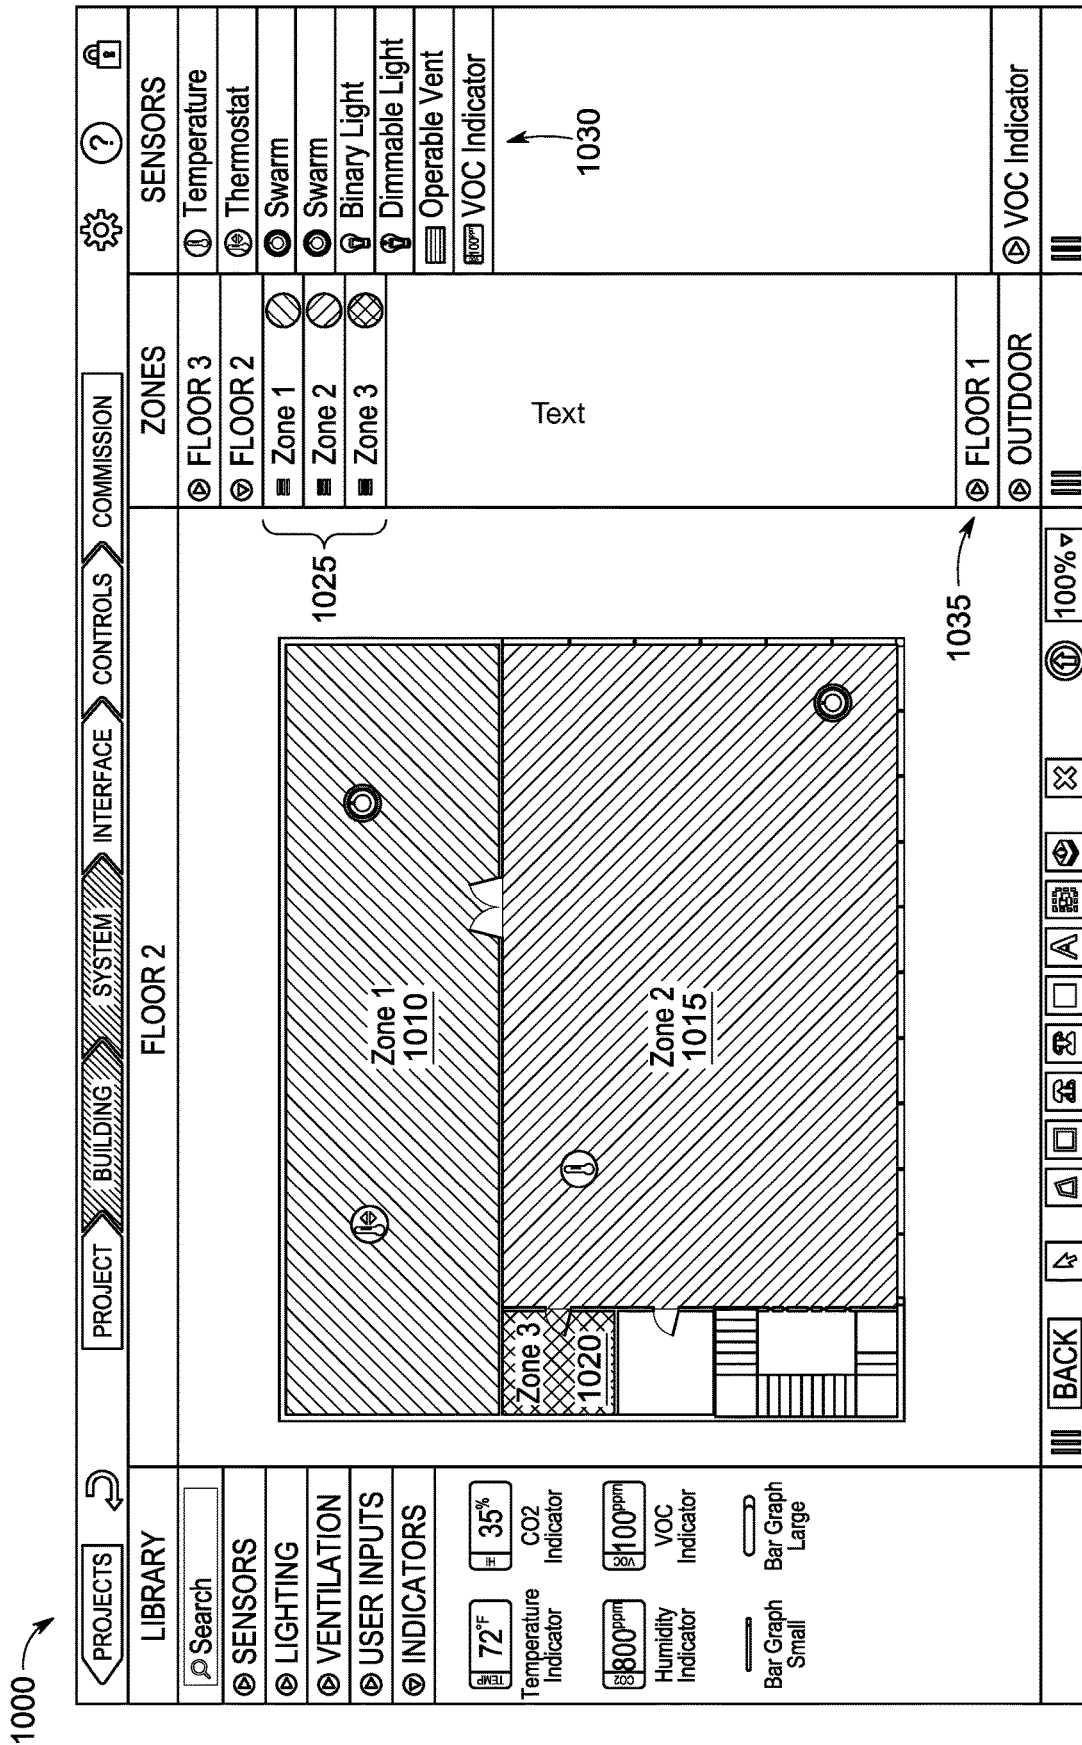 1000
PROJECTS
PROJECT
BUILDING
SYSTEM
INTERFACE
CONTROLS
COMMISSION
?
LIBRARY
FLOOR 2
ZONES
SENSORS
Search
SENSORS
LIGHTING
VENTILATION
USER INPUTS
INDICATORS
TEMP 72°F
Temperature
Indicator
HI 35%
CO2
Indicator
CO2 800ppm
Humidity
Indicator
VOC 100ppm
VOC
Indicator
Bar Graph
Small
Bar Graph
Large
Zone 1
1010
Zone 2
1015
Zone 3
1020
1025
1035
FLOOR 3
FLOOR 2
Zone 1
Zone 2
Zone 3
Text
FLOOR 1
OUTDOOR
Temperature
Thermostat
Swarm
Swarm
Binary Light
Dimmable Light
Operable Vent
100ppm VOC Indicator
1030
VOC Indicator
BACK
A
100%